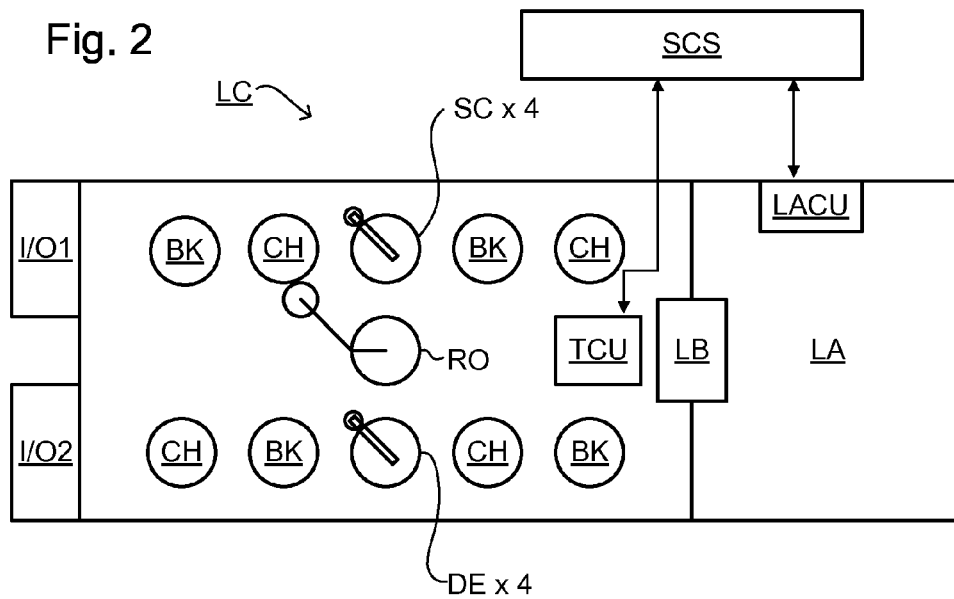 Fig. 2
SCS
LC
SC x 4
I/O1
BK
CH
BK
CH
LACU
RO
TCU
LB
LA
I/O2
CH
BK
CH
BK
DE x 4